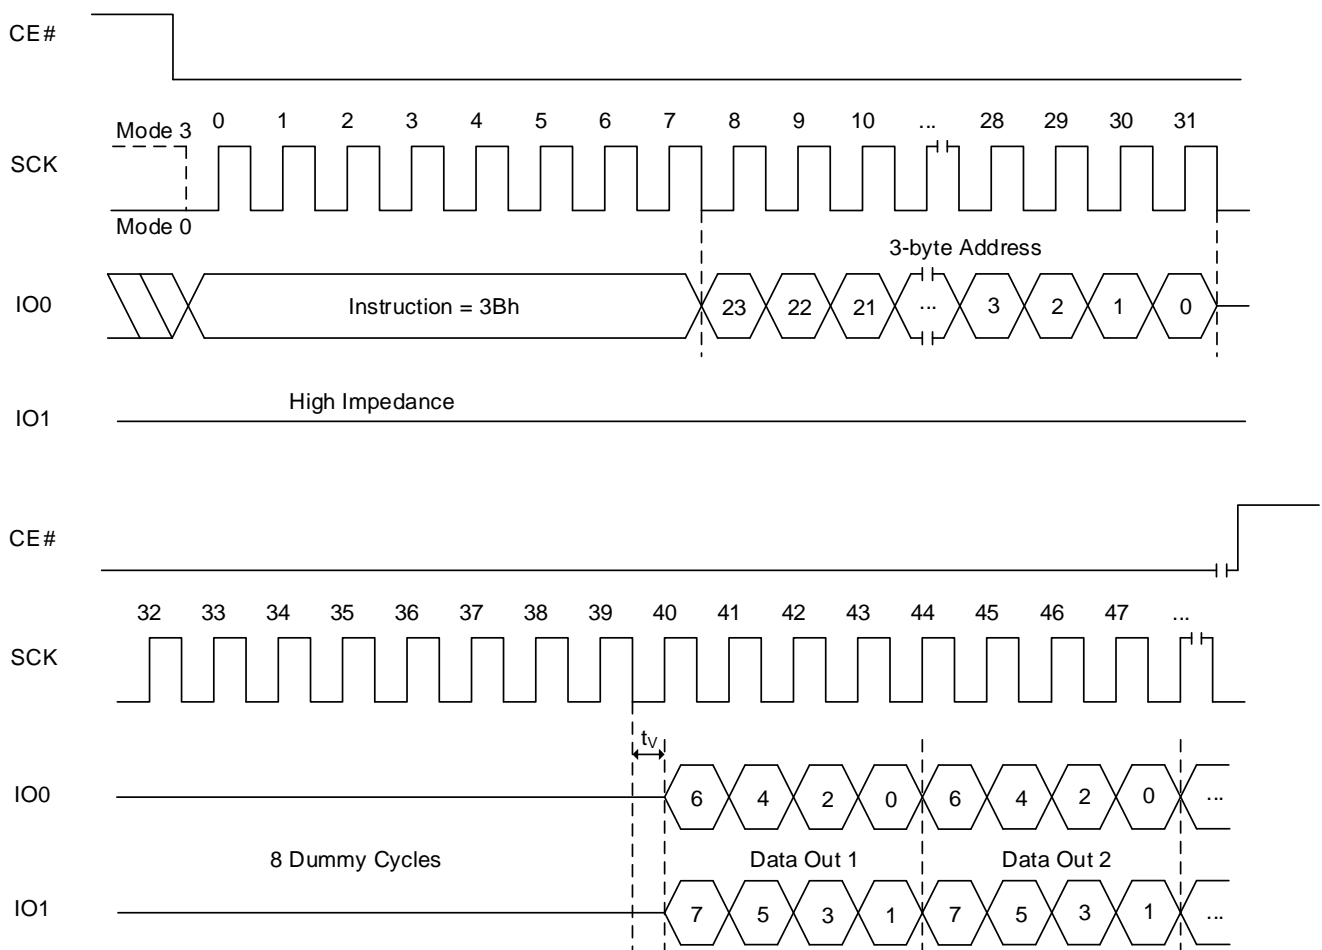 CE#
0 1 2 3 4 5 6 7 8 9 10 ... 28 29 30 31
Mode 3
SCK
Mode 0
3-byte Address
IO0 Instruction = 3Bh 23 22 21 ... 3 2 1 0
High Impedance
IO1
CE#
32 33 34 35 36 37 38 39 40 41 42 43 44 45 46 47 ...
SCK
tV
IO0 6 4 2 0 6 4 2 0 ...
8 Dummy Cycles Data Out 1 Data Out 2
IO1 7 5 3 1 7 5 3 1 ...